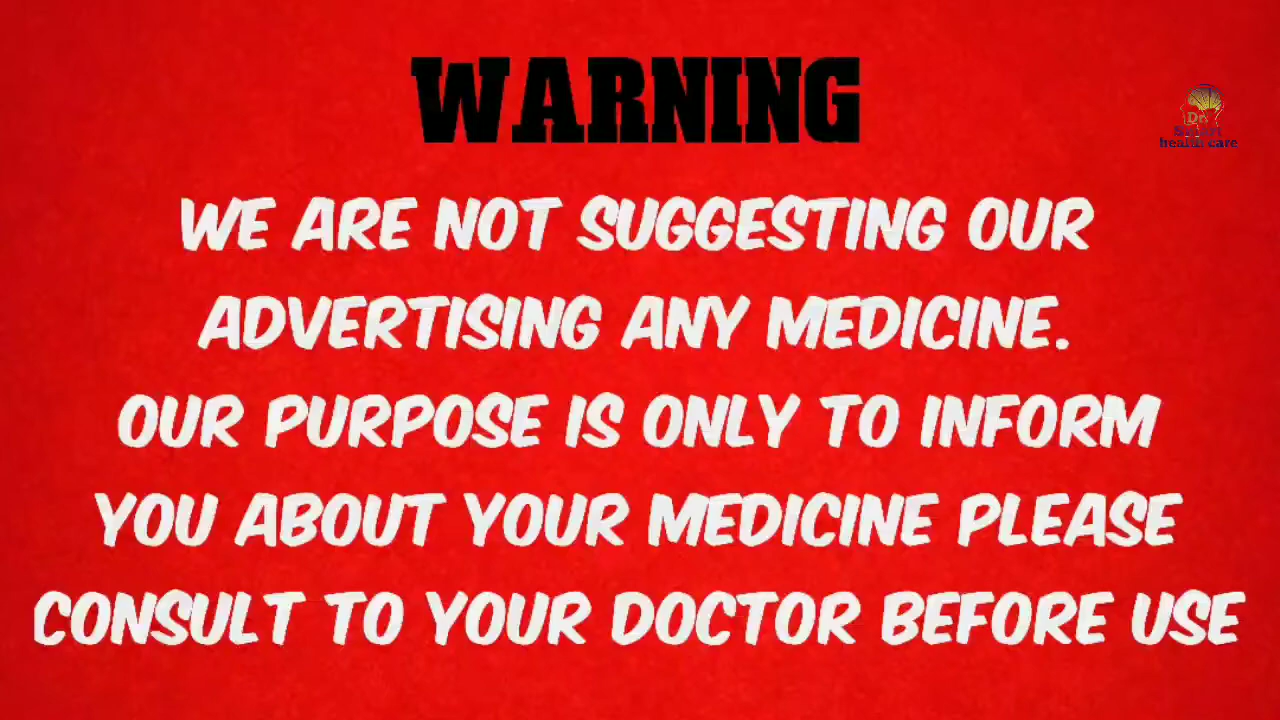 WARNING
Dr.
Smart
health care
WE ARE NOT SUGGESTING OUR
ADVERTISING ANY MEDICINE.
OUR PURPOSE IS ONLY TO INFORM
YOU ABOUT YOUR MEDICINE PLEASE
CONSULT TO YOUR DOCTOR BEFORE USE